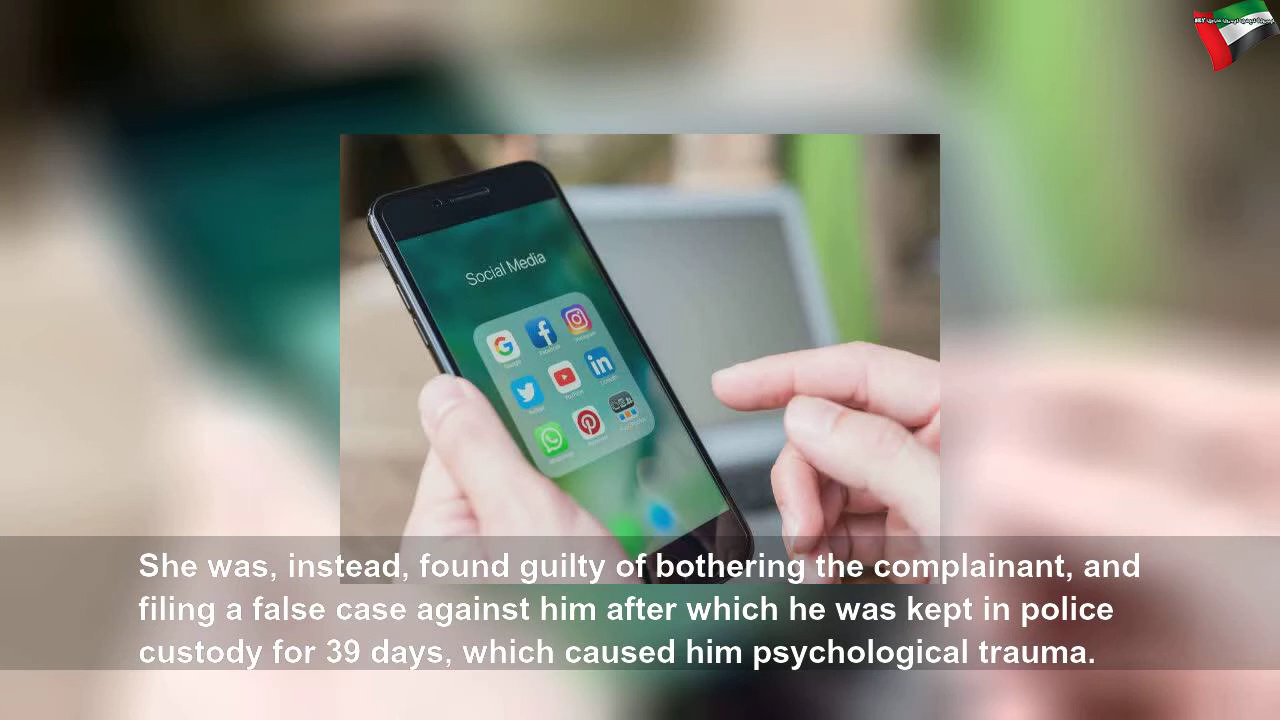 Social Media
She was, instead, found guilty of bothering the complainant, and
filing a false case against him after which he was kept in police
custody for 39 days, which caused him psychological trauma.